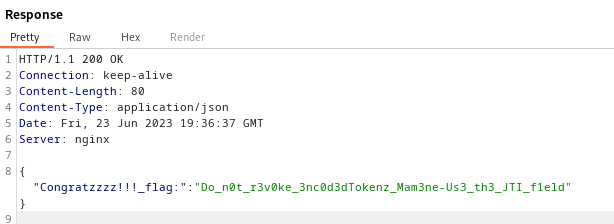 Response
Pretty Raw Hex Render
1 HTTP/1.1 200 OK
2 Connection: keep-alive
3 Content-Length: 80
4 Content-Type: application/json
5 Date: Fri, 23 Jun 2023 19:36:37 GMT
6 Server: nginx
7
8 {
"Congratzzzz!!!_flag:":"Do_n0t_r3v0ke_3nc0d3dTokenz_Mam3ne-Us3_th3_JTI_f1eld"
}
9